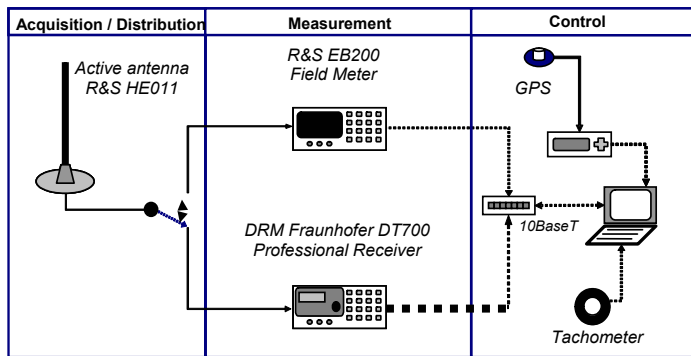 Acquisition / Distribution
Measurement
Control
Active antenna
R&S HE011
R&S EB200
Field Meter
GPS
DRM Fraunhofer DT700
Professional Receiver
10BaseT
Tachometer